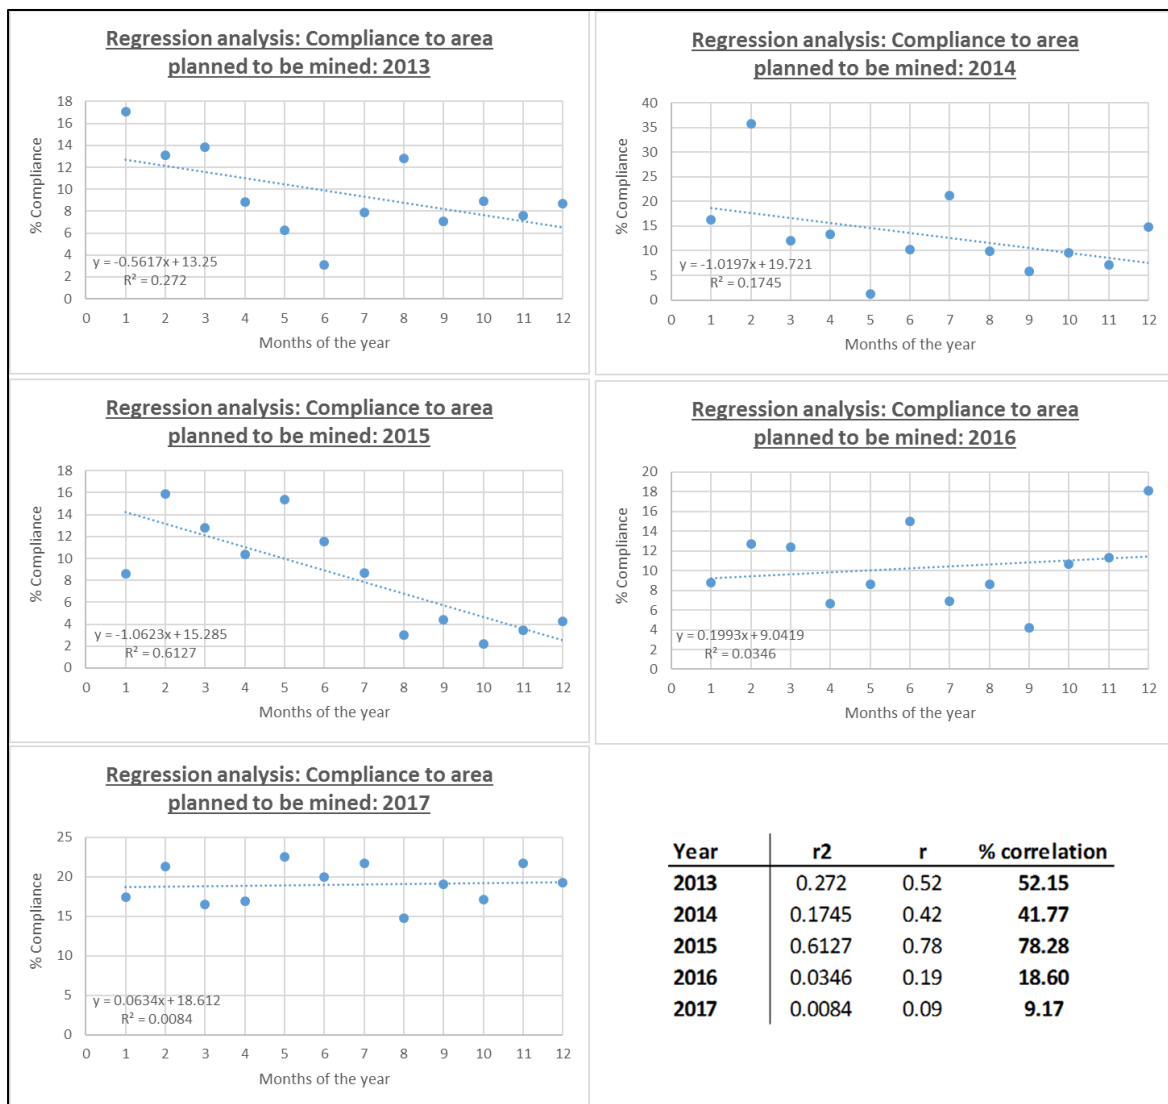 Regression analysis: Compliance to area
planned to be mined: 2013
% Compliance
18
16
14
12
10
8
6
4
2
0
y = -0.5617x + 13.25
R² = 0.272
0 1 2 3 4 5 6 7 8 9 10 11 12
Months of the year
Regression analysis: Compliance to area
planned to be mined: 2014
% Compliance
40
35
30
25
20
15
10
5
0
y = -1.0197x + 19.721
R² = 0.1745
0 1 2 3 4 5 6 7 8 9 10 11 12
Months of the year
Regression analysis: Compliance to area
planned to be mined: 2015
% Compliance
18
16
14
12
10
8
6
4
2
0
y = -1.0623x + 15.285
R² = 0.6127
0 1 2 3 4 5 6 7 8 9 10 11 12
Months of the year
Regression analysis: Compliance to area
planned to be mined: 2016
% Compliance
20
18
16
14
12
10
8
6
4
2
0
y = 0.1993x + 9.0419
R² = 0.0346
0 1 2 3 4 5 6 7 8 9 10 11 12
Months of the year
Regression analysis: Compliance to area
planned to be mined: 2017
% Compliance
25
20
15
10
5
0
y = 0.0634x + 18.612
R² = 0.0084
0 1 2 3 4 5 6 7 8 9 10 11 12
Months of the year
Year r2 r % correlation
2013 0.272 0.52 52.15
2014 0.1745 0.42 41.77
2015 0.6127 0.78 78.28
2016 0.0346 0.19 18.60
2017 0.0084 0.09 9.17